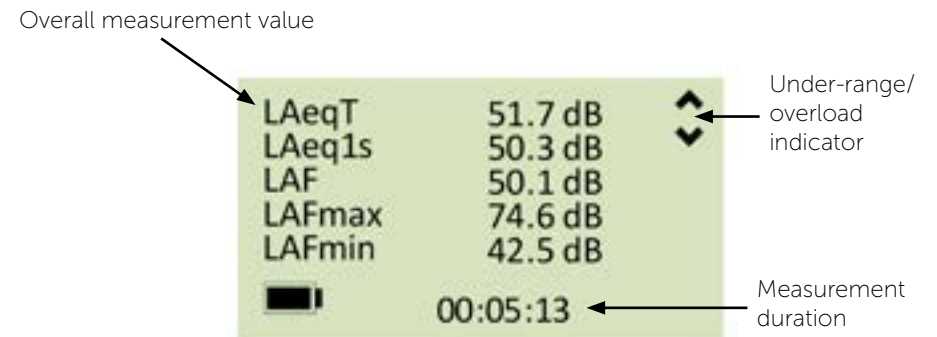 Overall measurement value
LAeqT 51.7 dB
LAeq1s 50.3 dB
LAF 50.1 dB
LAFmax 74.6 dB
LAFmin 42.5 dB
00:05:13
Under-range/
overload
indicator
Measurement
duration